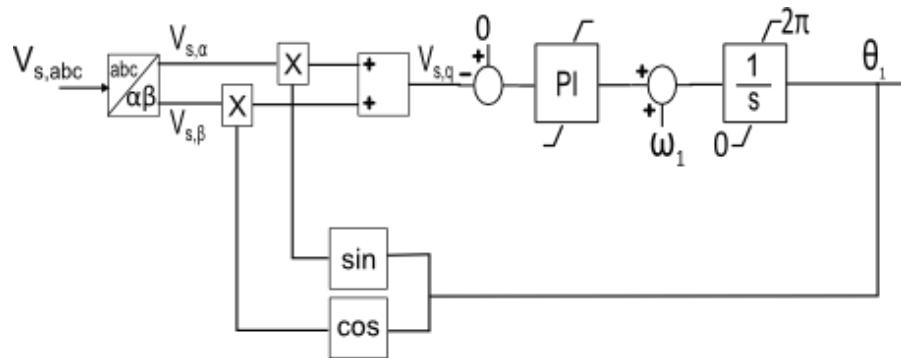 V_s,abc
abc
αβ
V_s,α
V_s,β
X
X
+
+
V_s,q
0
+
-
PI
+
+
ω_1
1
s
2π
0
θ_1
sin
cos